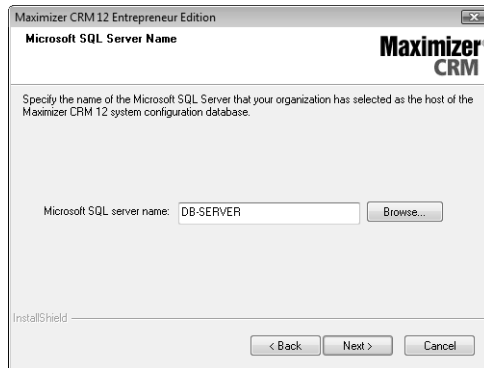 Maximizer CRM 12 Entrepreneur Edition
Microsoft SQL Server Name
Maximizer
CRM
Specify the name of the Microsoft SQL Server that your organization has selected as the host of the
Maximizer CRM 12 system configuration database.
Microsoft SQL server name: DB-SERVER Browse...
InstallShield
< Back Next > Cancel